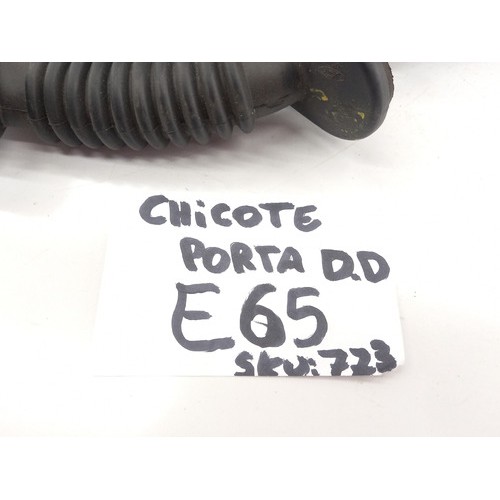 CHiCOTE
PORTA D.D
E65
SKU:723